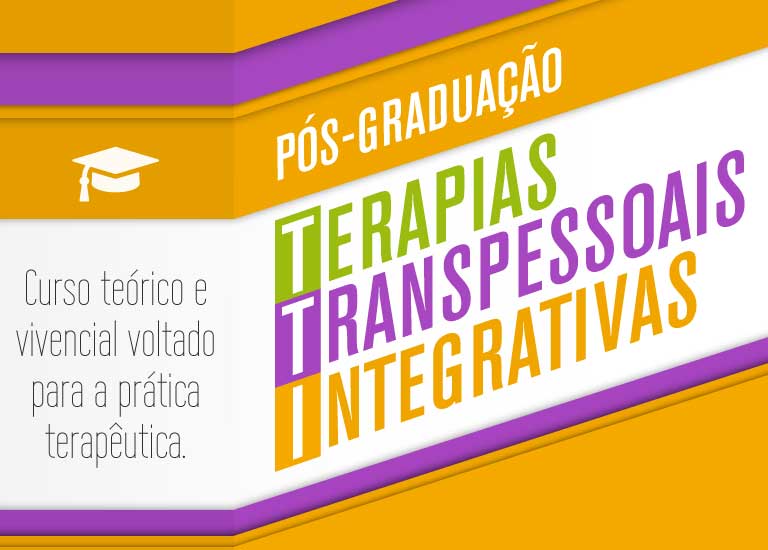 PÓS-GRADUAÇÃO
TERAPIAS
TRANSPESSOAIS
INTEGRATIVAS
Curso teórico e
vivencial voltado
para a prática
terapêutica.